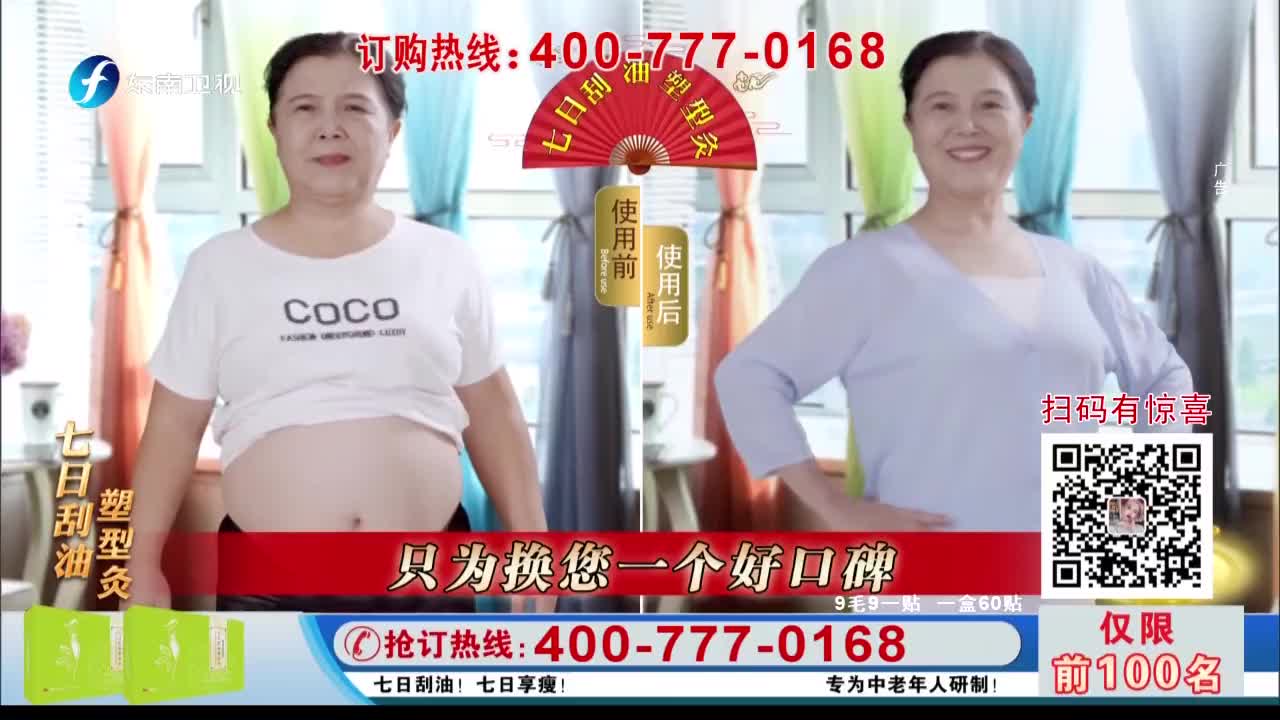 订购热线:400-777-0168
东南卫视
七日刮油 塑型灸
广告
使用前
Before use
使用后
After use
COCO
扫码有惊喜
七日刮油
塑型灸
只为换您一个好口碑
9毛9一贴 一盒60贴
抢订热线:400-777-0168
仅限
前100名
七日刮油!七日享瘦!
专为中老年人研制!